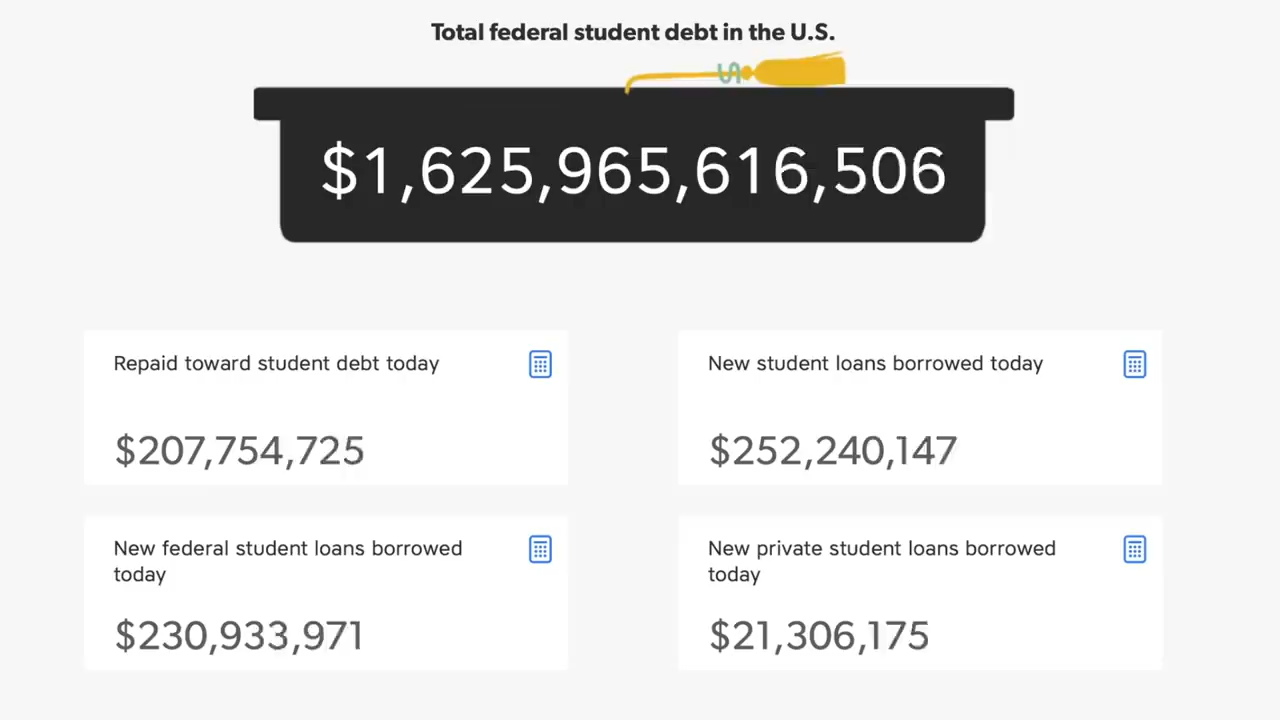 Total federal student debt in the U.S.
$
$1,625,965,616,506
Repaid toward student debt today
$207,754,725
New student loans borrowed today
$252,240,147
New federal student loans borrowed
today
$230,933,971
New private student loans borrowed
today
$21,306,175